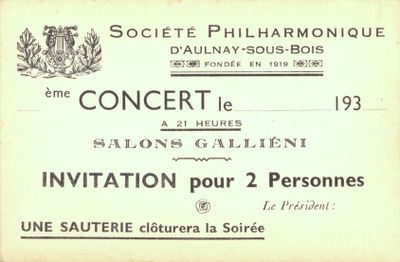 SOCIÉTÉ PHILHARMONIQUE
D'AULNAY-SOUS-BOIS
FONDÉE EN 1919
ème CONCERT le 193
A 21 HEURES
SALONS GALLIÉNI
INVITATION pour 2 Personnes
Le Président :
UNE SAUTERIE clôturera la Soirée